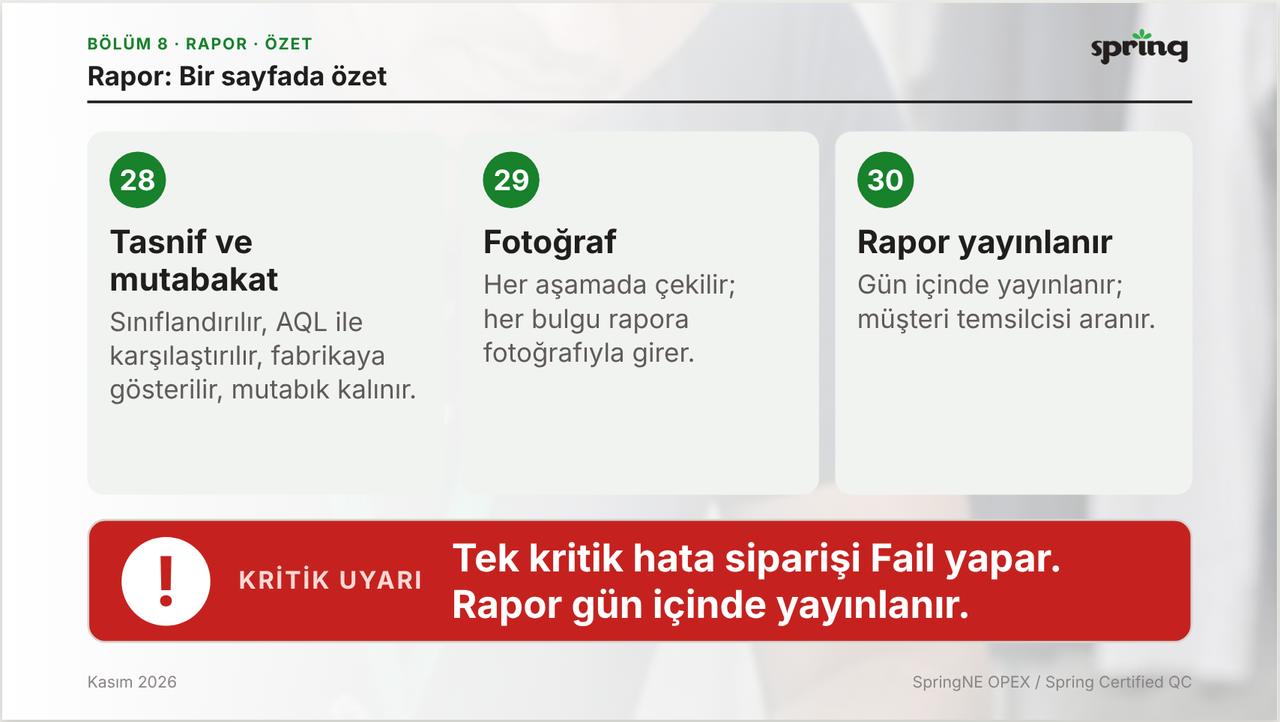 BÖLÜM 8 · RAPOR · ÖZET
Rapor: Bir sayfada özet
spring
28
Tasnif ve
mutabakat
Sınıflandırılır, AQL ile
karşılaştırılır, fabrikaya
gösterilir, mutabık kalınır.
29
Fotoğraf
Her aşamada çekilir;
her bulgu rapora
fotoğrafıyla girer.
30
Rapor yayınlanır
Gün içinde yayınlanır;
müşteri temsilcisi aranır.
!
KRİTİK UYARI
Tek kritik hata siparişi Fail yapar.
Rapor gün içinde yayınlanır.
Kasım 2026
SpringNE OPEX / Spring Certified QC